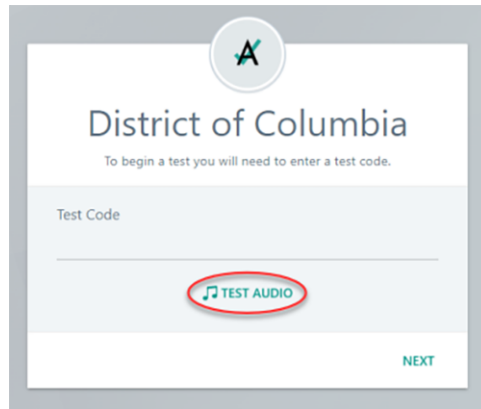 District of Columbia
To begin a test you will need to enter a test code.
Test Code
TEST AUDIO
NEXT